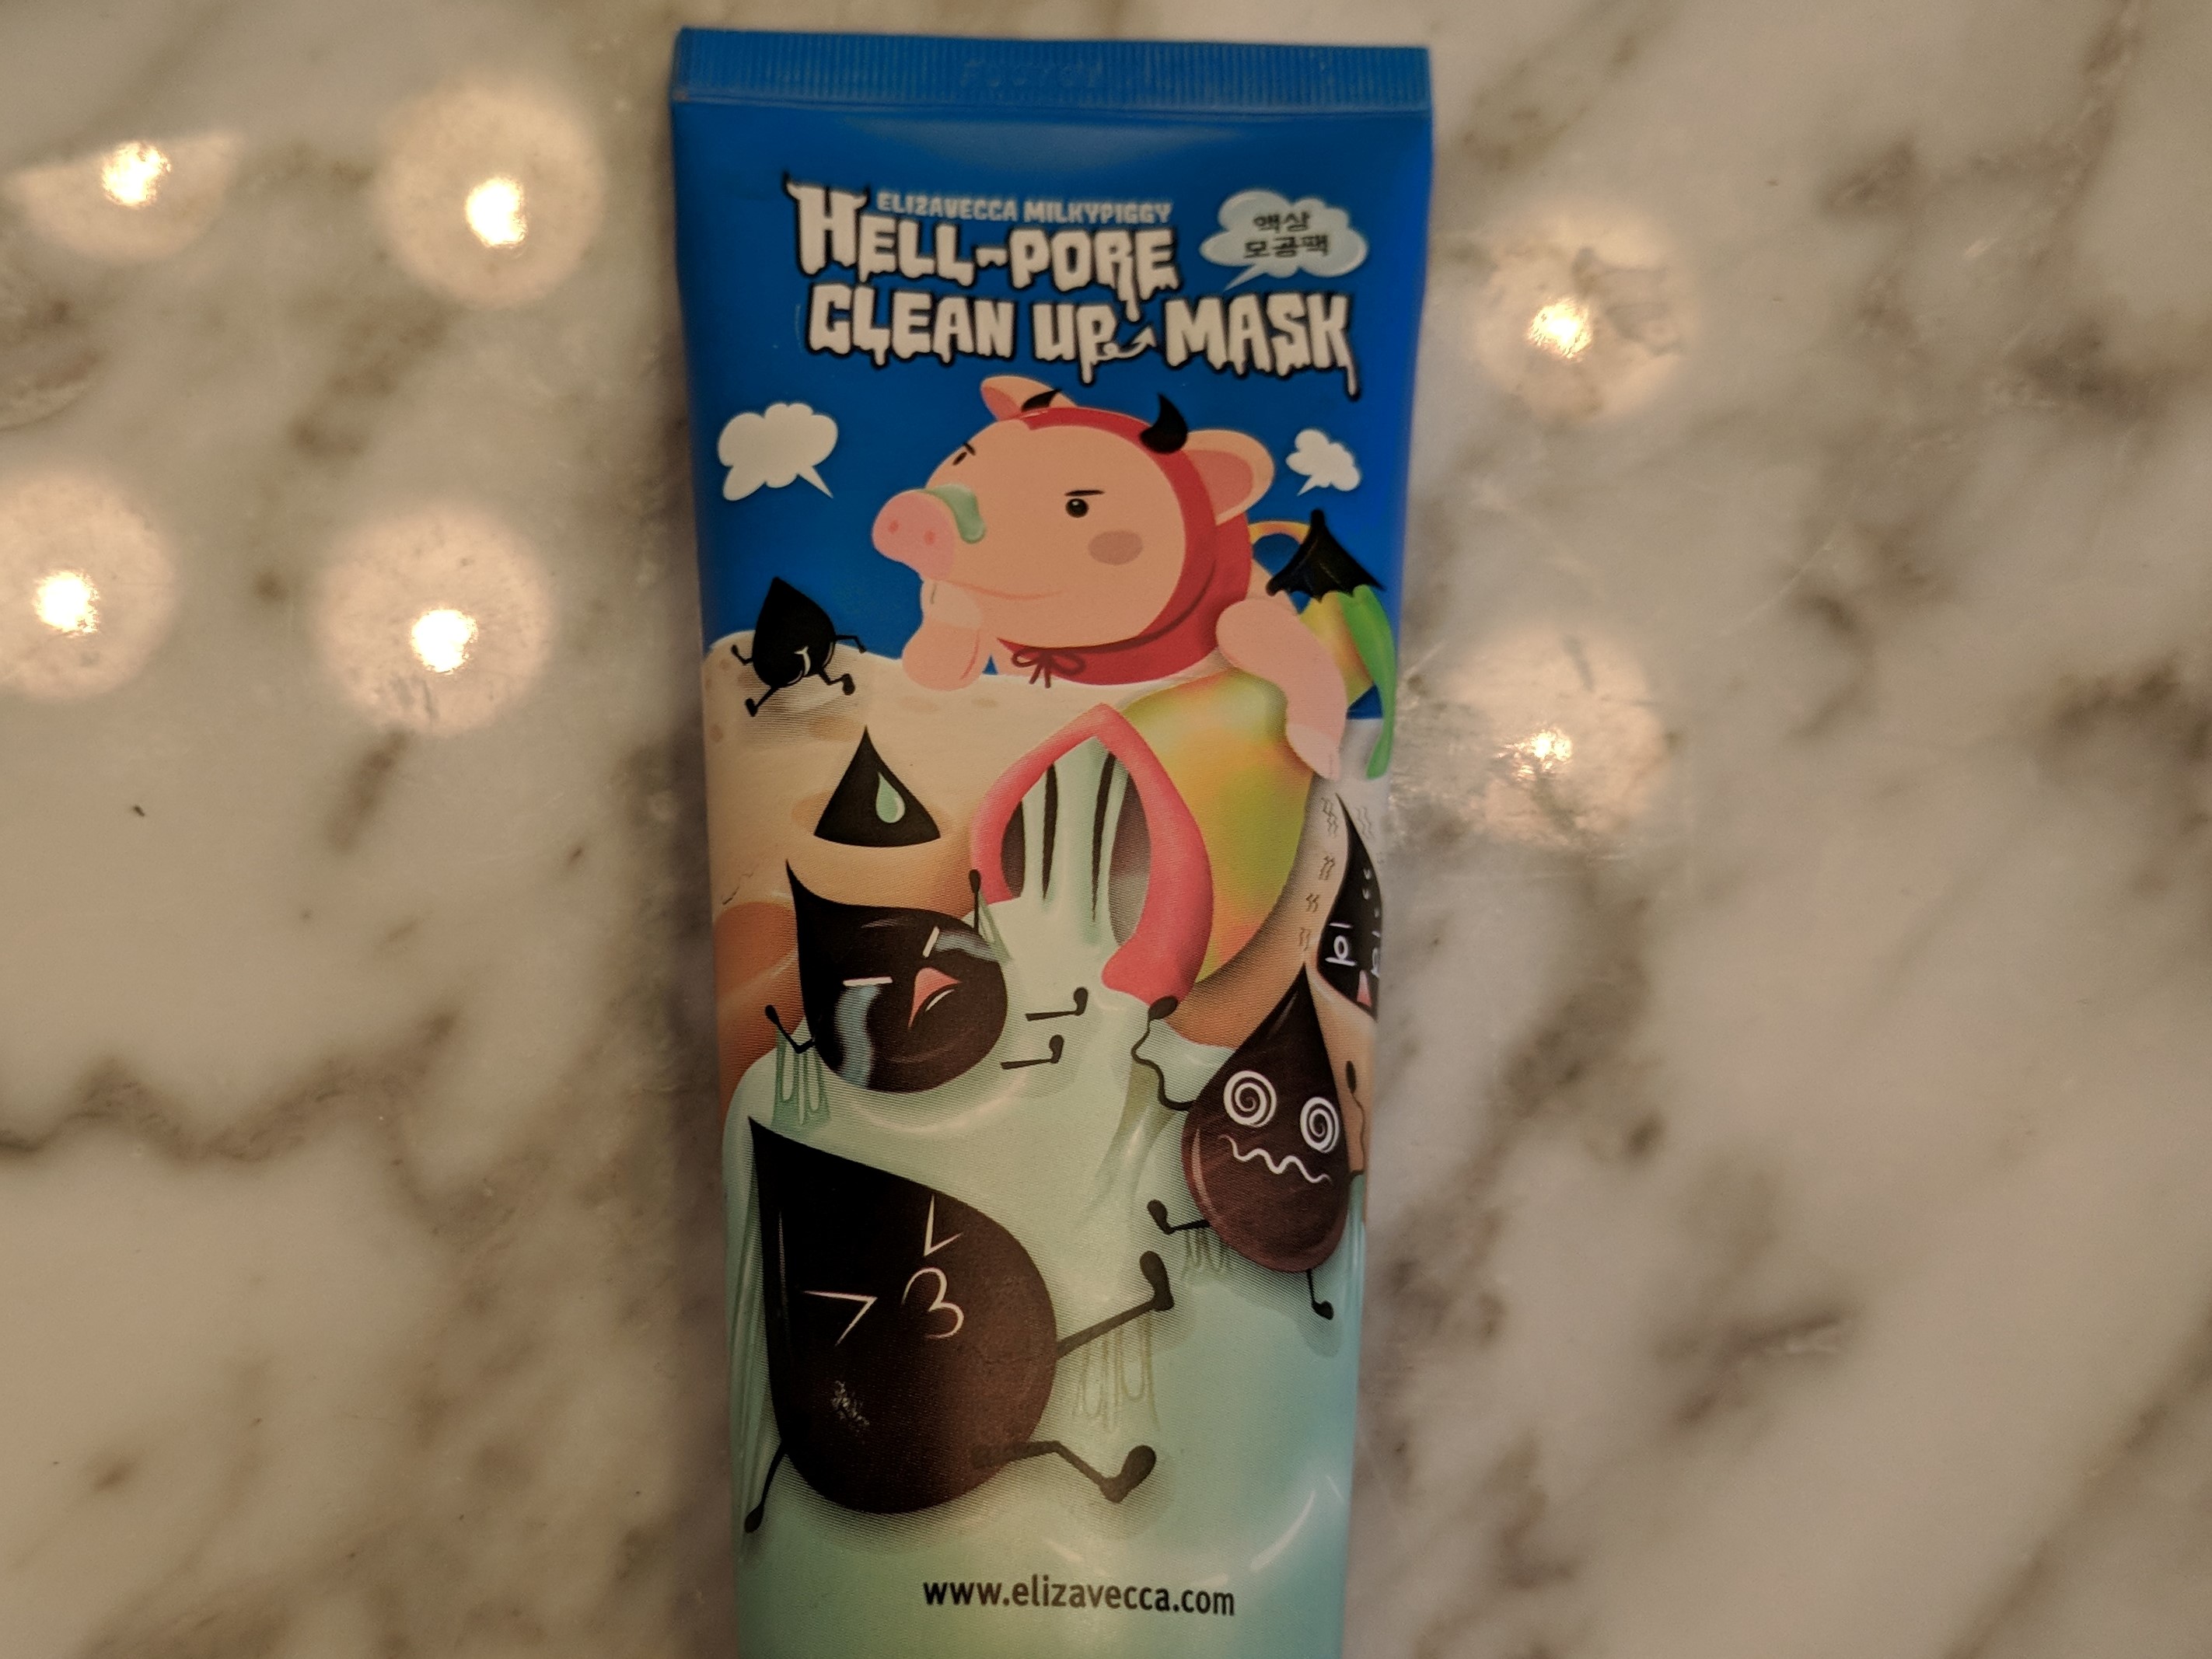 ELIZAVECCA MILKYPIGGY
HELL-PORE
CLEAN UP MASK
액상
모공팩
www.elizavecca.com